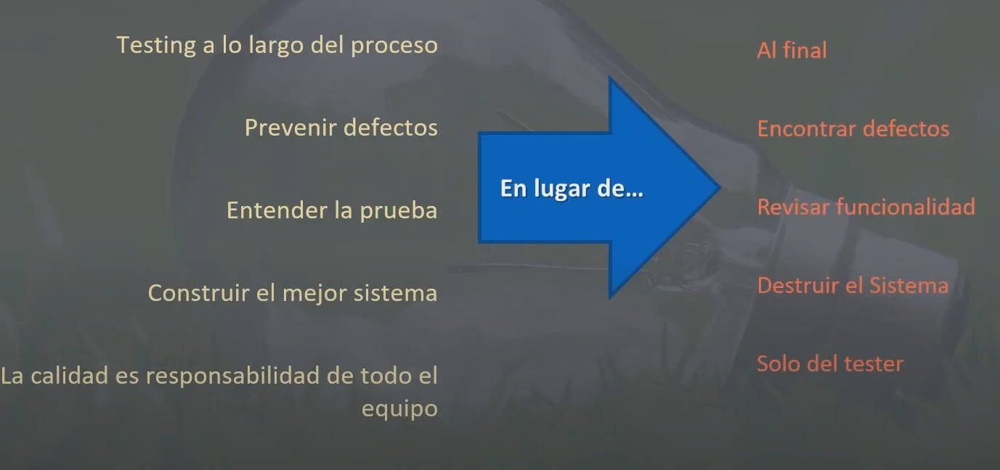 Testing a lo largo del proceso
Prevenir defectos
Entender la prueba
Construir el mejor sistema
La calidad es responsabilidad de todo el
equipo
En lugar de...
Al final
Encontrar defectos
Revisar funcionalidad
Destruir el Sistema
Solo del tester